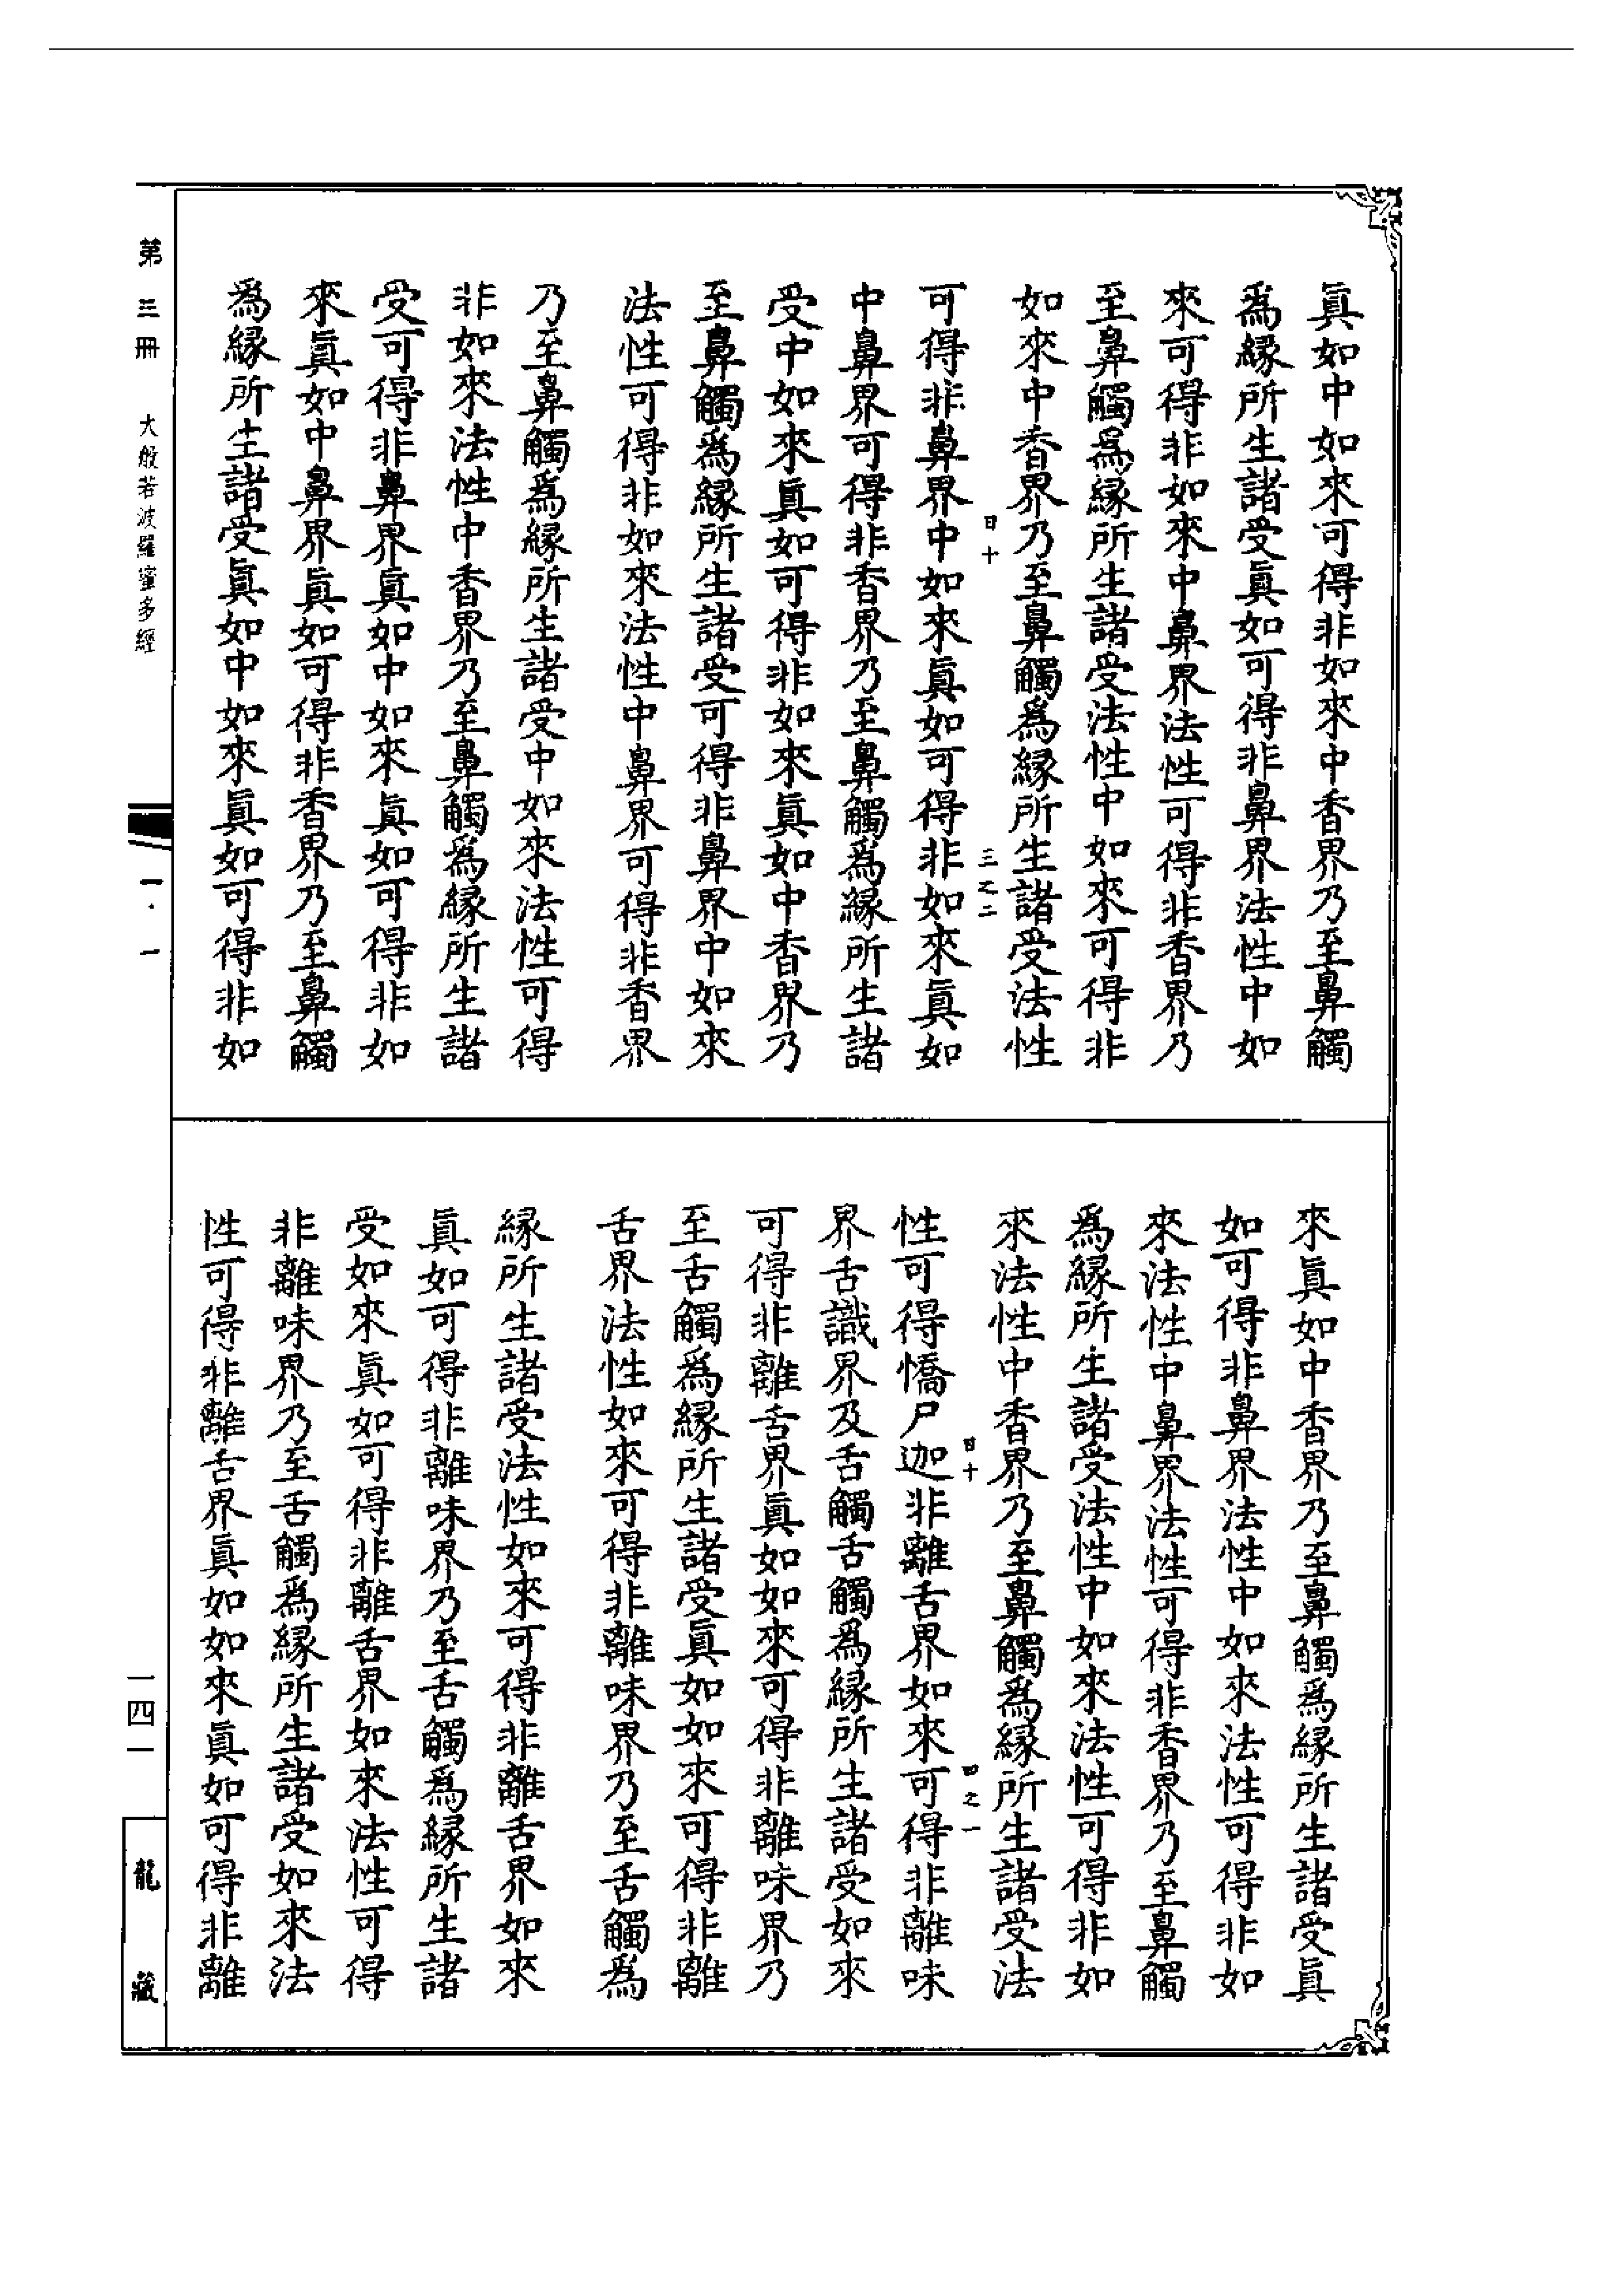 眞如中如來可得非如來中香界乃至鼻觸
爲緣所生諸受眞如可得非鼻界法性中如
來可得非如來中鼻界法性可得非香界乃
至鼻觸爲緣所生諸受法性中如來可得非
如來中香界乃至鼻觸爲緣所生諸受法性
日十 三之二
可得非鼻界中如來眞如可得非如來眞如
中鼻界可得非香界乃至鼻觸爲緣所生諸
受中如來眞如可得非如來眞如中香界乃
至鼻觸爲緣所生諸受可得非鼻界中如來
法性可得非如來法性中鼻界可得非香界
乃至鼻觸爲緣所生諸受中如來法性可得
非如來法性中香界乃至鼻觸爲緣所生諸
受可得非鼻界眞如中如來眞如可得非如
來眞如中鼻界眞如可得非香界乃至鼻觸
爲緣所生諸受眞如中如來眞如可得非如
來眞如中香界乃至鼻觸爲緣所生諸受眞
如可得非鼻界法性中如來法性可得非如
來法性中鼻界法性可得非香界乃至鼻觸
爲緣所生諸受法性中如來法性可得非如
來法性中香界乃至鼻觸爲緣所生諸受法
日十 四之一
性可得憍尸迦非離舌界如來可得非離味
界舌識界及舌觸舌觸爲緣所生諸受如來
可得非離舌界眞如如來可得非離味界乃
至舌觸爲緣所生諸受眞如如來可得非離
舌界法性如來可得非離味界乃至舌觸爲
緣所生諸受法性如來可得非離舌界如來
眞如可得非離味界乃至舌觸爲緣所生諸
受如來眞如可得非離舌界如來法性可得
非離味界乃至舌觸爲緣所生諸受如來法
性可得非離舌界眞如如來眞如可得非離
第三冊 大般若波羅蜜多經 一·一
一四一
龍藏